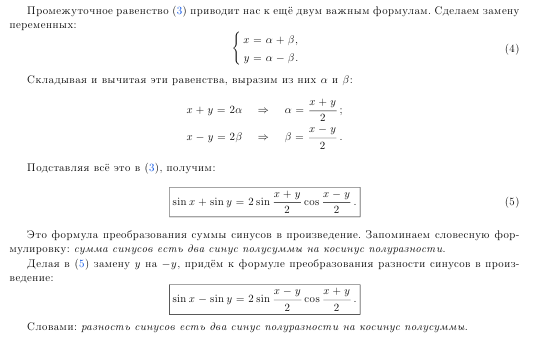 Промежуточное равенство (3) приводит нас к ещё двум важным формулам. Сделаем замену
переменных:
{ x = α + β,
y = α − β. (4)
Складывая и вычитая эти равенства, выразим из них α и β:
x + y = 2α ⇒ α = (x + y)/2 ;
x − y = 2β ⇒ β = (x − y)/2 .
Подставляя всё это в (3), получим:
sin x + sin y = 2 sin (x + y)/2 cos (x − y)/2 . (5)
Это формула преобразования суммы синусов в произведение. Запоминаем словесную фор-
мулировку: сумма синусов есть два синус полусуммы на косинус полуразности.
Делая в (5) замену y на −y, придём к формуле преобразования разности синусов в произ-
ведение:
sin x − sin y = 2 sin (x − y)/2 cos (x + y)/2 .
Словами: разность синусов есть два синус полуразности на косинус полусуммы.